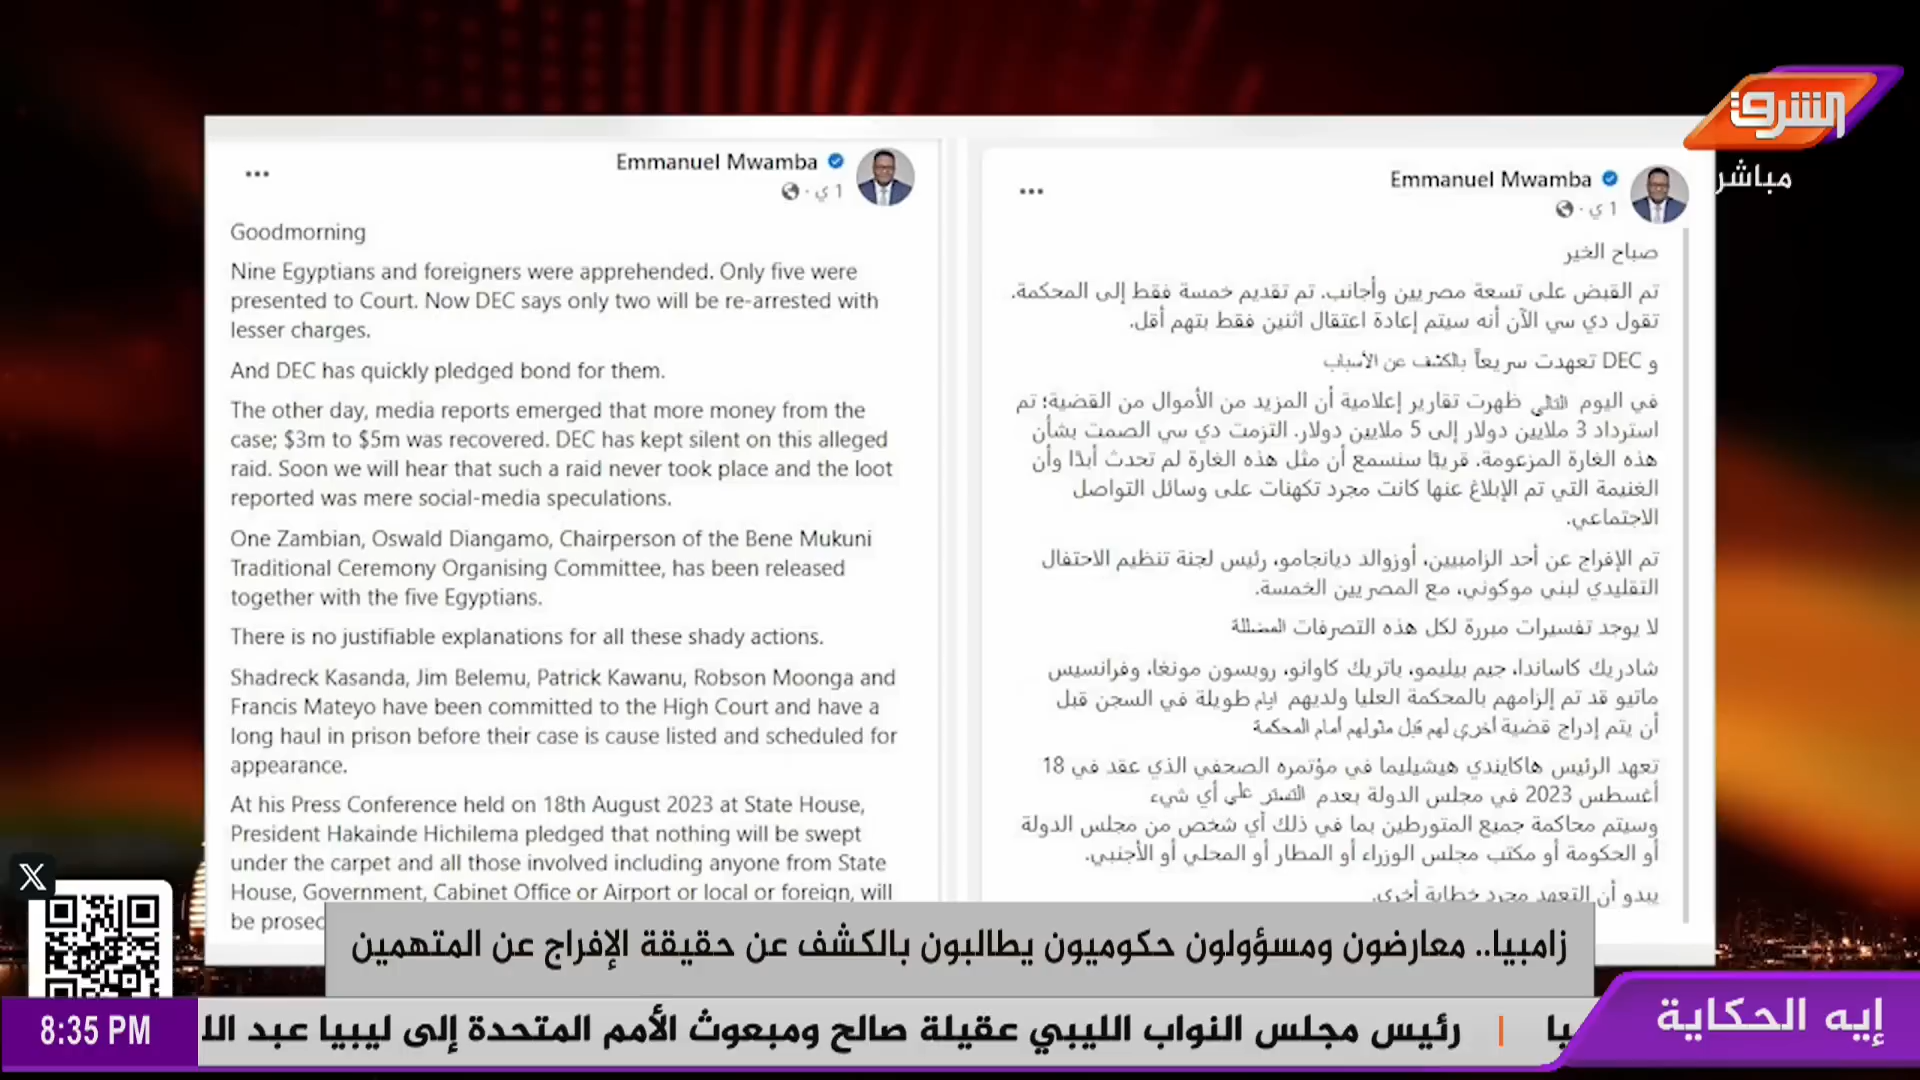 الشرق
مباشر
Emmanuel Mwamba
1 ي
Goodmorning
Nine Egyptians and foreigners were apprehended. Only five were
presented to Court. Now DEC says only two will be re-arrested with
lesser charges.
And DEC has quickly pledged bond for them.
The other day, media reports emerged that more money from the
case; $3m to $5m was recovered. DEC has kept silent on this alleged
raid. Soon we will hear that such a raid never took place and the loot
reported was mere social-media speculations.
One Zambian, Oswald Diangamo, Chairperson of the Bene Mukuni
Traditional Ceremony Organising Committee, has been released
together with the five Egyptians.
There is no justifiable explanations for all these shady actions.
Shadreck Kasanda, Jim Belemu, Patrick Kawanu, Robson Moonga and
Francis Mateyo have been committed to the High Court and have a
long haul in prison before their case is cause listed and scheduled for
appearance.
At his Press Conference held on 18th August 2023 at State House,
President Hakainde Hichilema pledged that nothing will be swept
under the carpet and all those involved including anyone from State
House, Government, Cabinet Office or Airport or local or foreign, will
be prosec
Emmanuel Mwamba
1 ي
صباح الخير
تم القبض على تسعة مصريين وأجانب. تم تقديم خمسة فقط إلى المحكمة.
تقول دي سي الآن أنه سيتم إعادة اعتقال اثنين فقط بتهم أقل.
و DEC تعهدت سريعاً بالكشف عن الأسباب
في اليوم التالي ظهرت تقارير إعلامية أن المزيد من الأموال من القضية؛ تم
استرداد 3 ملايين دولار إلى 5 ملايين دولار. التزمت دي سي الصمت بشأن
هذه الغارة المزعومة. قريبًا سنسمع أن مثل هذه الغارة لم تحدث أبدًا وأن
الغنيمة التي تم الإبلاغ عنها كانت مجرد تكهنات على وسائل التواصل
الاجتماعي.
تم الإفراج عن أحد الزامبيين، أوزوالد ديانجامو، رئيس لجنة تنظيم الاحتفال
التقليدي لبني موكوني، مع المصريين الخمسة.
لا يوجد تفسيرات مبررة لكل هذه التصرفات المضللة
شادريك كاساندا، جيم بيليمو، باتريك كاوانو، روبسون مونغا، وفرانسيس
ماتيو قد تم إلزامهم بالمحكمة العليا ولديهم ايام طويلة في السجن قبل
أن يتم إدراج قضية أخري لهم قبل مثولهم أمام المحكمة
تعهد الرئيس هاكايندي هيشيليما في مؤتمره الصحفي الذي عقد في 18
أغسطس 2023 في مجلس الدولة بعدم التستر علي أي شيء
وسيتم محاكمة جميع المتورطين بما في ذلك أي شخص من مجلس الدولة
أو الحكومة أو مكتب مجلس الوزراء أو المطار أو المحلي أو الأجنبي.
يبدو أن التعهد مجرد خطابة أخرى.
زامبيا.. معارضون ومسؤولون حكوميون يطالبون بالكشف عن حقيقة الإفراج عن المتهمين
إيه الحكاية
يا | رئيس مجلس النواب الليبي عقيلة صالح ومبعوث الأمم المتحدة إلى ليبيا عبد الل
8:35 PM